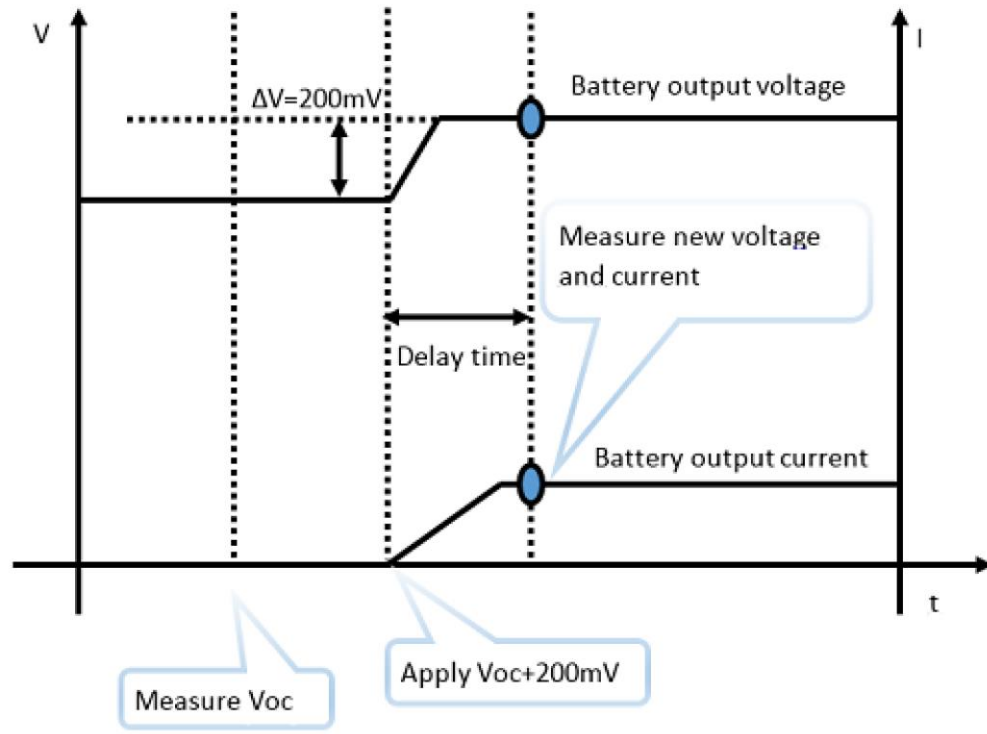 V
I
ΔV=200mV
Battery output voltage
Measure new voltage
and current
Delay time
Battery output current
t
Apply Voc+200mV
Measure Voc